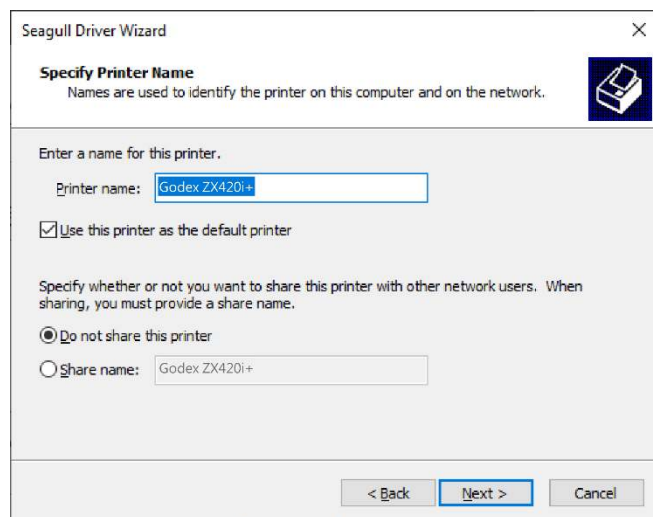 Seagull Driver Wizard
Specify Printer Name
Names are used to identify the printer on this computer and on the network.
Enter a name for this printer.
Printer name: Godex ZX420i+
Use this printer as the default printer
Specify whether or not you want to share this printer with other network users. When
sharing, you must provide a share name.
Do not share this printer
Share name: Godex ZX420i+
< Back Next > Cancel